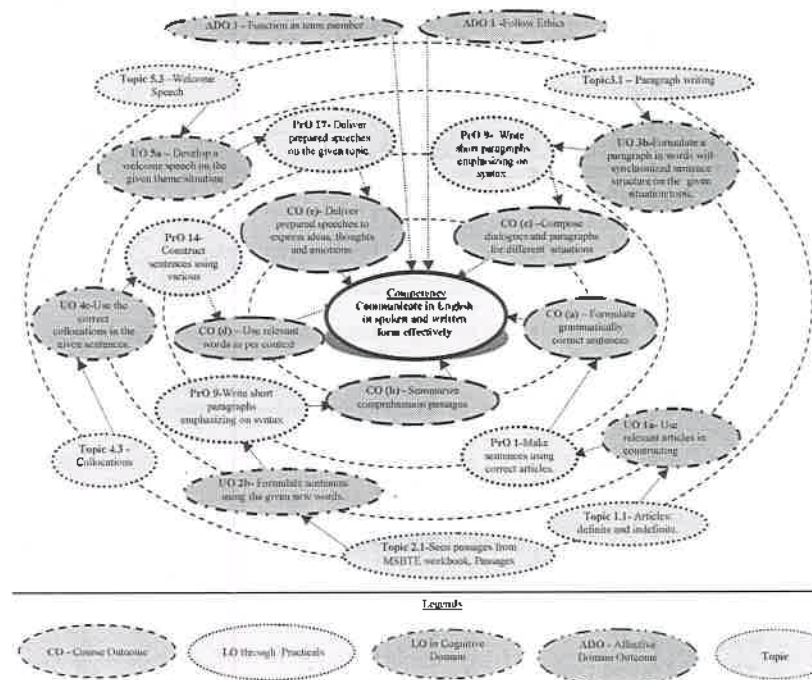 ADO 3 - Function as team member
ADO 1 -Follow Ethics
Topic 5.3 - Welcome
Speech
Topic3.1 - Paragraph writing
PrO 17- Deliver
prepared speeches
on the given topic.
PrO 9- Write
short paragraphs
emphasizing on
syntax
UO 5a - Develop a
welcome speech on the
given theme/situation
UO 3b-Formulate a
paragraph in words with
synchronized sentence
structure on the given
situation/topic.
CO (e)- Deliver
prepared speeches to
express ideas, thoughts
and emotions
CO (c) -Compose
dialogues and paragraphs
for different situations
PrO 14-
Construct
sentences using
various
Competency
Communicate in English
in spoken and written
form effectively
UO 4c-Use the
correct
collocations in the
given sentences.
CO (d) - Use relevant
words as per context
CO (a) - Formulate
grammatically
correct sentences
PrO 9-Write short
paragraphs
emphasizing on syntax
CO (b) - Summarize
comprehension passages
UO 1a- Use
relevant articles in
constructing
PrO 1-Make
sentences using
correct articles.
Topic 4.3 -
Collocations
UO 2b- Formulate sentences
using the given new words.
Topic 1.1- Articles:
definite and indefinite.
Topic 2.1-Seen passages from
MSBTE workbook, Passages
Legends
CO - Course Outcome
LO through Practicals
LO in Cognitive
Domain
ADO - Affective
Domain Outcome
Topic